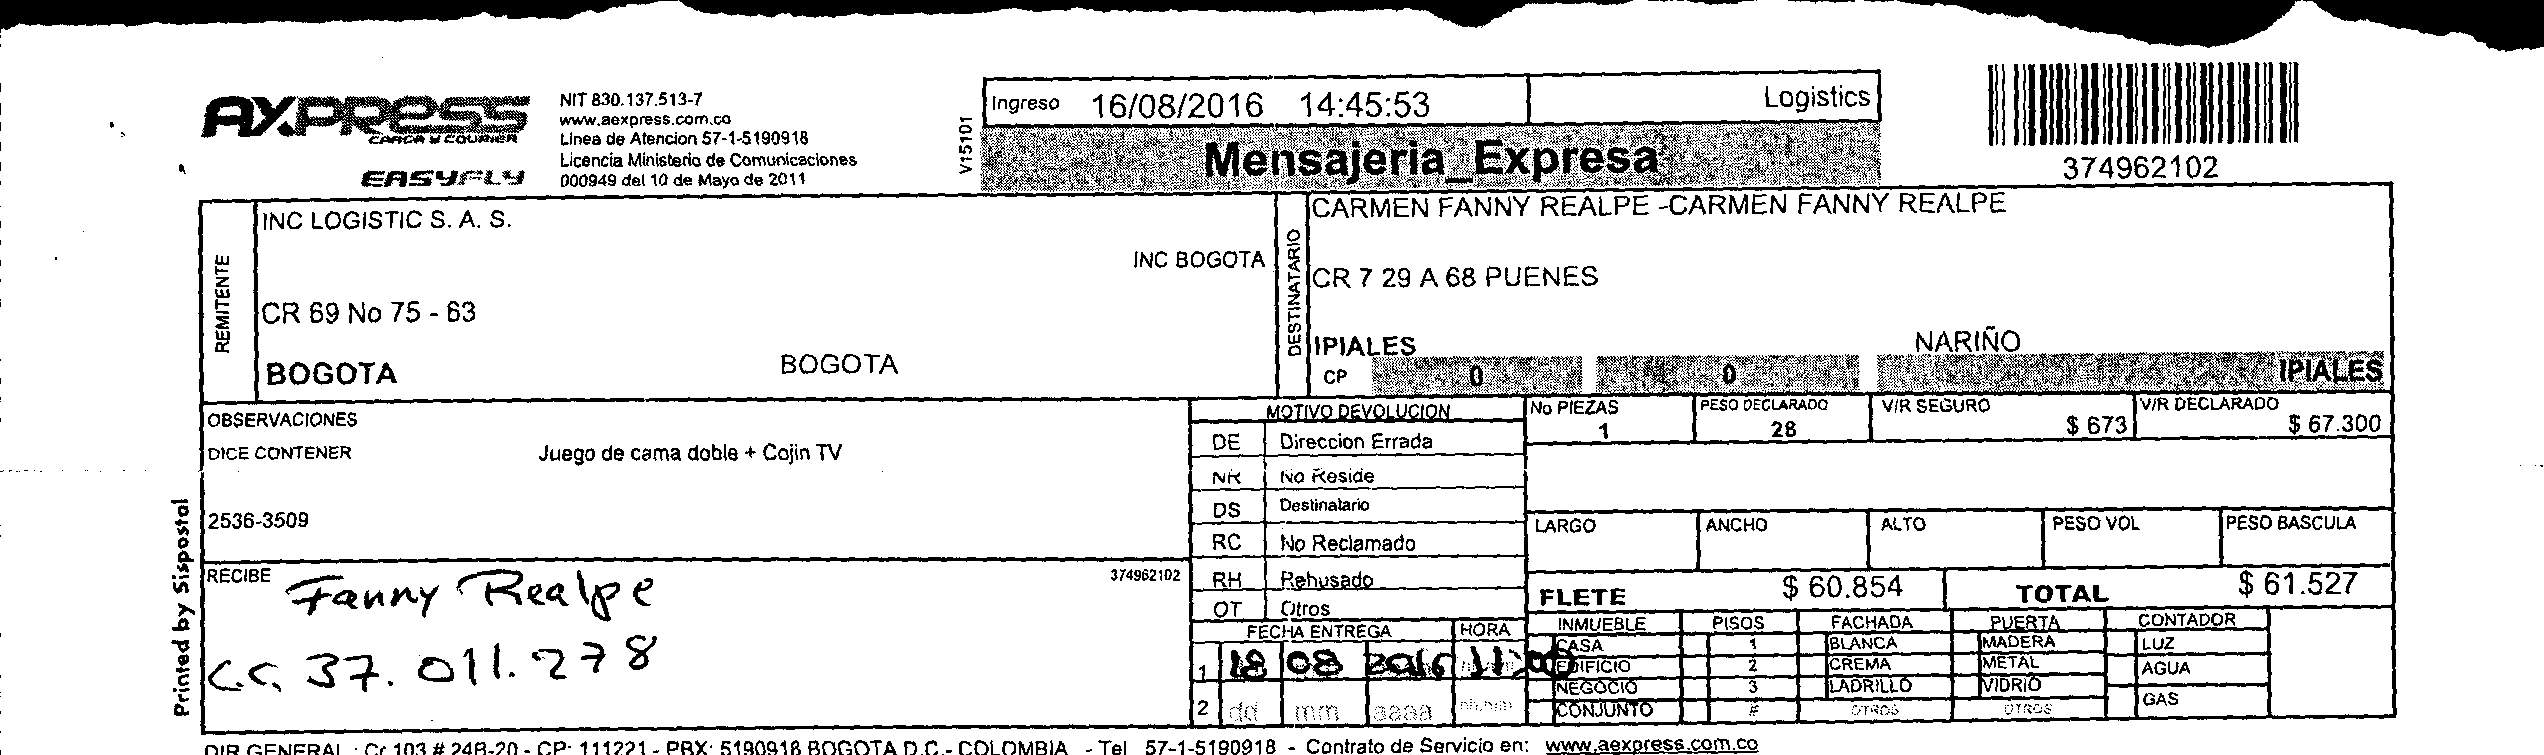 AXPRESS
CARGA Y COURIER
EASYFLY
NIT 830.137.513-7
www.aexpress.com.co
Linea de Atencion 57-1-5190918
Licencia Ministerio de Comunicaciones
000949 del 10 de Mayo de 2011
V15101
Ingreso 16/08/2016 14:45:53 Logistics
Mensajeria_Expresa
374962102
REMITENTE
INC LOGISTIC S. A. S.
INC BOGOTA
CR 69 No 75 - 63
BOGOTA BOGOTA
DESTINATARIO
CARMEN FANNY REALPE -CARMEN FANNY REALPE
CR 7 29 A 68 PUENES
IPIALES NARIÑO
CP 0 0 IPIALES
OBSERVACIONES
DICE CONTENER Juego de cama doble + Cojin TV
2536-3509
MOTIVO DEVOLUCION
DE Direccion Errada
NR No Reside
DS Destinatario
RC No Reclamado
RH Rehusado
OT Otros
No PIEZAS PESO DECLARADO V/R SEGURO V/R DECLARADO
1 28 $ 673 $ 67.300
LARGO ANCHO ALTO PESO VOL PESO BASCULA
FLETE $ 60.854 TOTAL $ 61.527
RECIBE 374962102
Fanny Realpe
C.C. 37.011.278
FECHA ENTREGA HORA
1 18 08 2016 11:00
2 dd mm aaaa hh:mm
INMUEBLE PISOS FACHADA PUERTA CONTADOR
CASA 1 BLANCA MADERA LUZ
EDIFICIO 2 CREMA METAL AGUA
NEGOCIO 3 LADRILLO VIDRIO GAS
CONJUNTO # OTROS OTROS
Printed by Sispostal
DIR GENERAL : Cr 103 # 24B-20 - CP: 111221 - PBX: 5190918 BOGOTA D.C.- COLOMBIA - Tel 57-1-5190918 - Contrato de Servicio en: www.aexpress.com.co